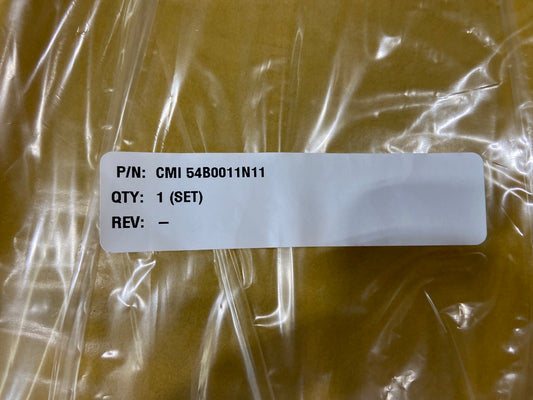 P/N: CMI 54B0011N11
QTY: 1 (SET)
REV: –